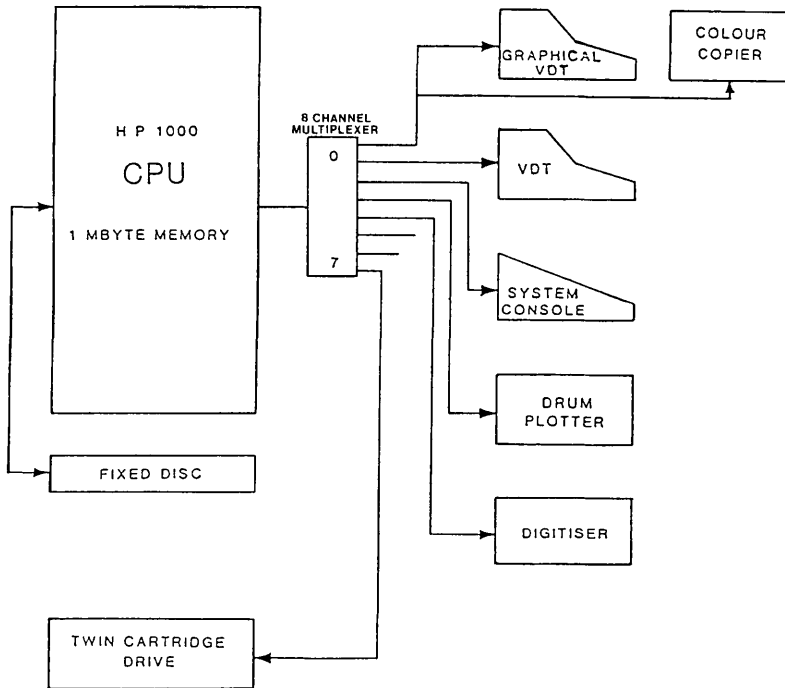 GRAPHICAL
VDT
COLOUR
COPIER
8 CHANNEL
MULTIPLEXER
HP 1000
CPU
1 MBYTE MEMORY
0
7
VDT
SYSTEM
CONSOLE
DRUM
PLOTTER
FIXED DISC
DIGITISER
TWIN CARTRIDGE
DRIVE